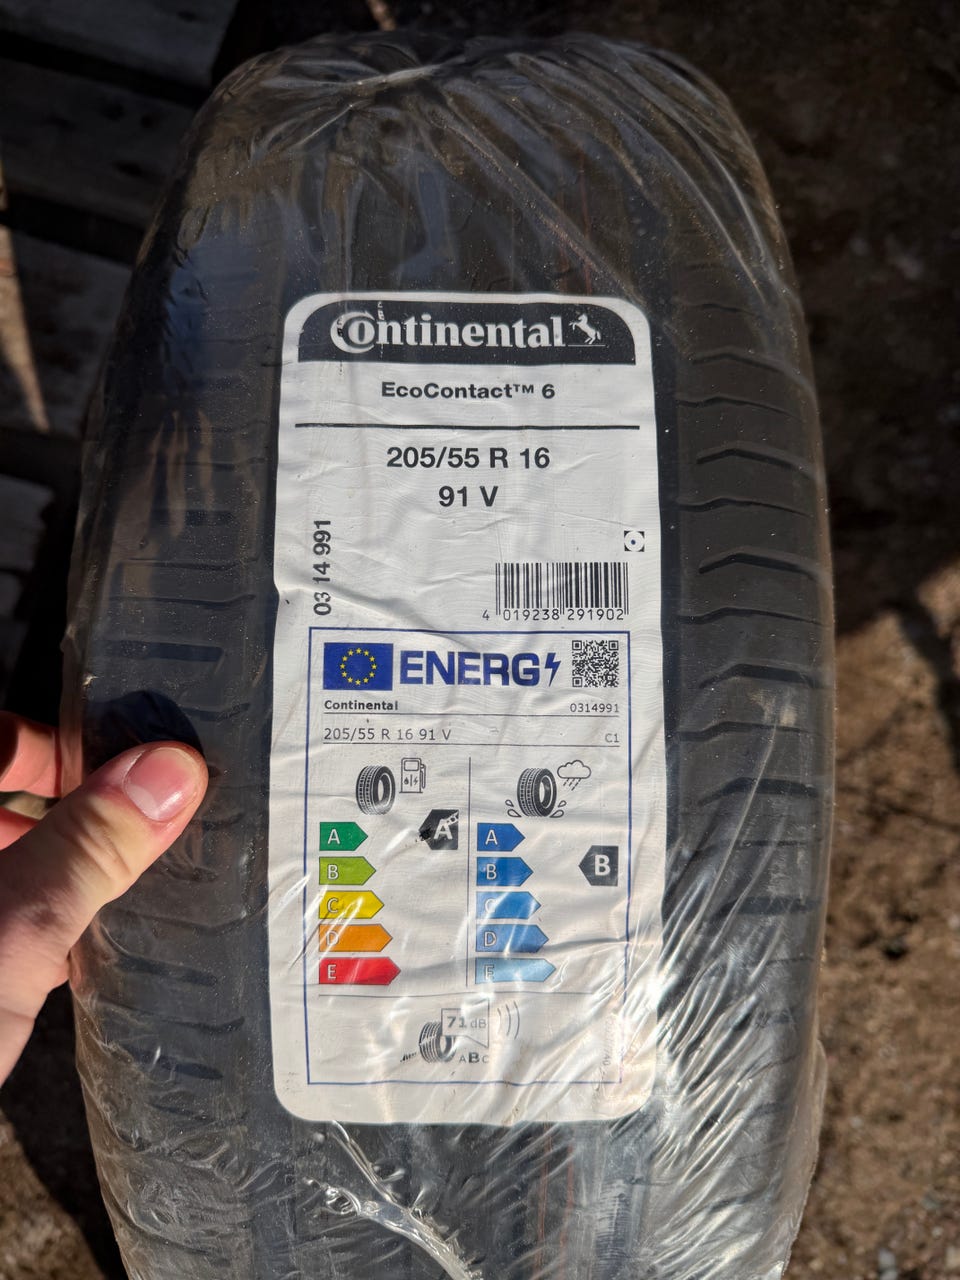 Continental
EcoContact™ 6
205/55 R 16
91 V
03 14 991
4 019238 291902
ENERG
Continental 0314991
205/55 R 16 91 V C1
A A A
B B B
C C
D D
E E
71 dB
ABC